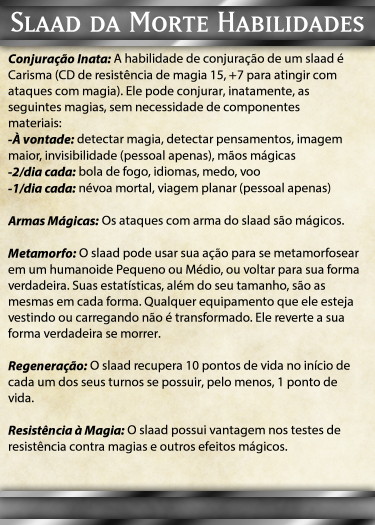 Slaad da Morte Habilidades
Conjuração Inata: A habilidade de conjuração de um slaad é
Carisma (CD de resistência de magia 15, +7 para atingir com
ataques com magia). Ele pode conjurar, inatamente, as
seguintes magias, sem necessidade de componentes
materiais:
-À vontade: detectar magia, detectar pensamentos, imagem
maior, invisibilidade (pessoal apenas), mãos mágicas
-2/dia cada: bola de fogo, idiomas, medo, voo
-1/dia cada: névoa mortal, viagem planar (pessoal apenas)
Armas Mágicas: Os ataques com arma do slaad são mágicos.
Metamorfo: O slaad pode usar sua ação para se metamorfosear
em um humanoide Pequeno ou Médio, ou voltar para sua forma
verdadeira. Suas estatísticas, além do seu tamanho, são as
mesmas em cada forma. Qualquer equipamento que ele esteja
vestindo ou carregando não é transformado. Ele reverte a sua
forma verdadeira se morrer.
Regeneração: O slaad recupera 10 pontos de vida no início de
cada um dos seus turnos se possuir, pelo menos, 1 ponto de
vida.
Resistência à Magia: O slaad possui vantagem nos testes de
resistência contra magias e outros efeitos mágicos.